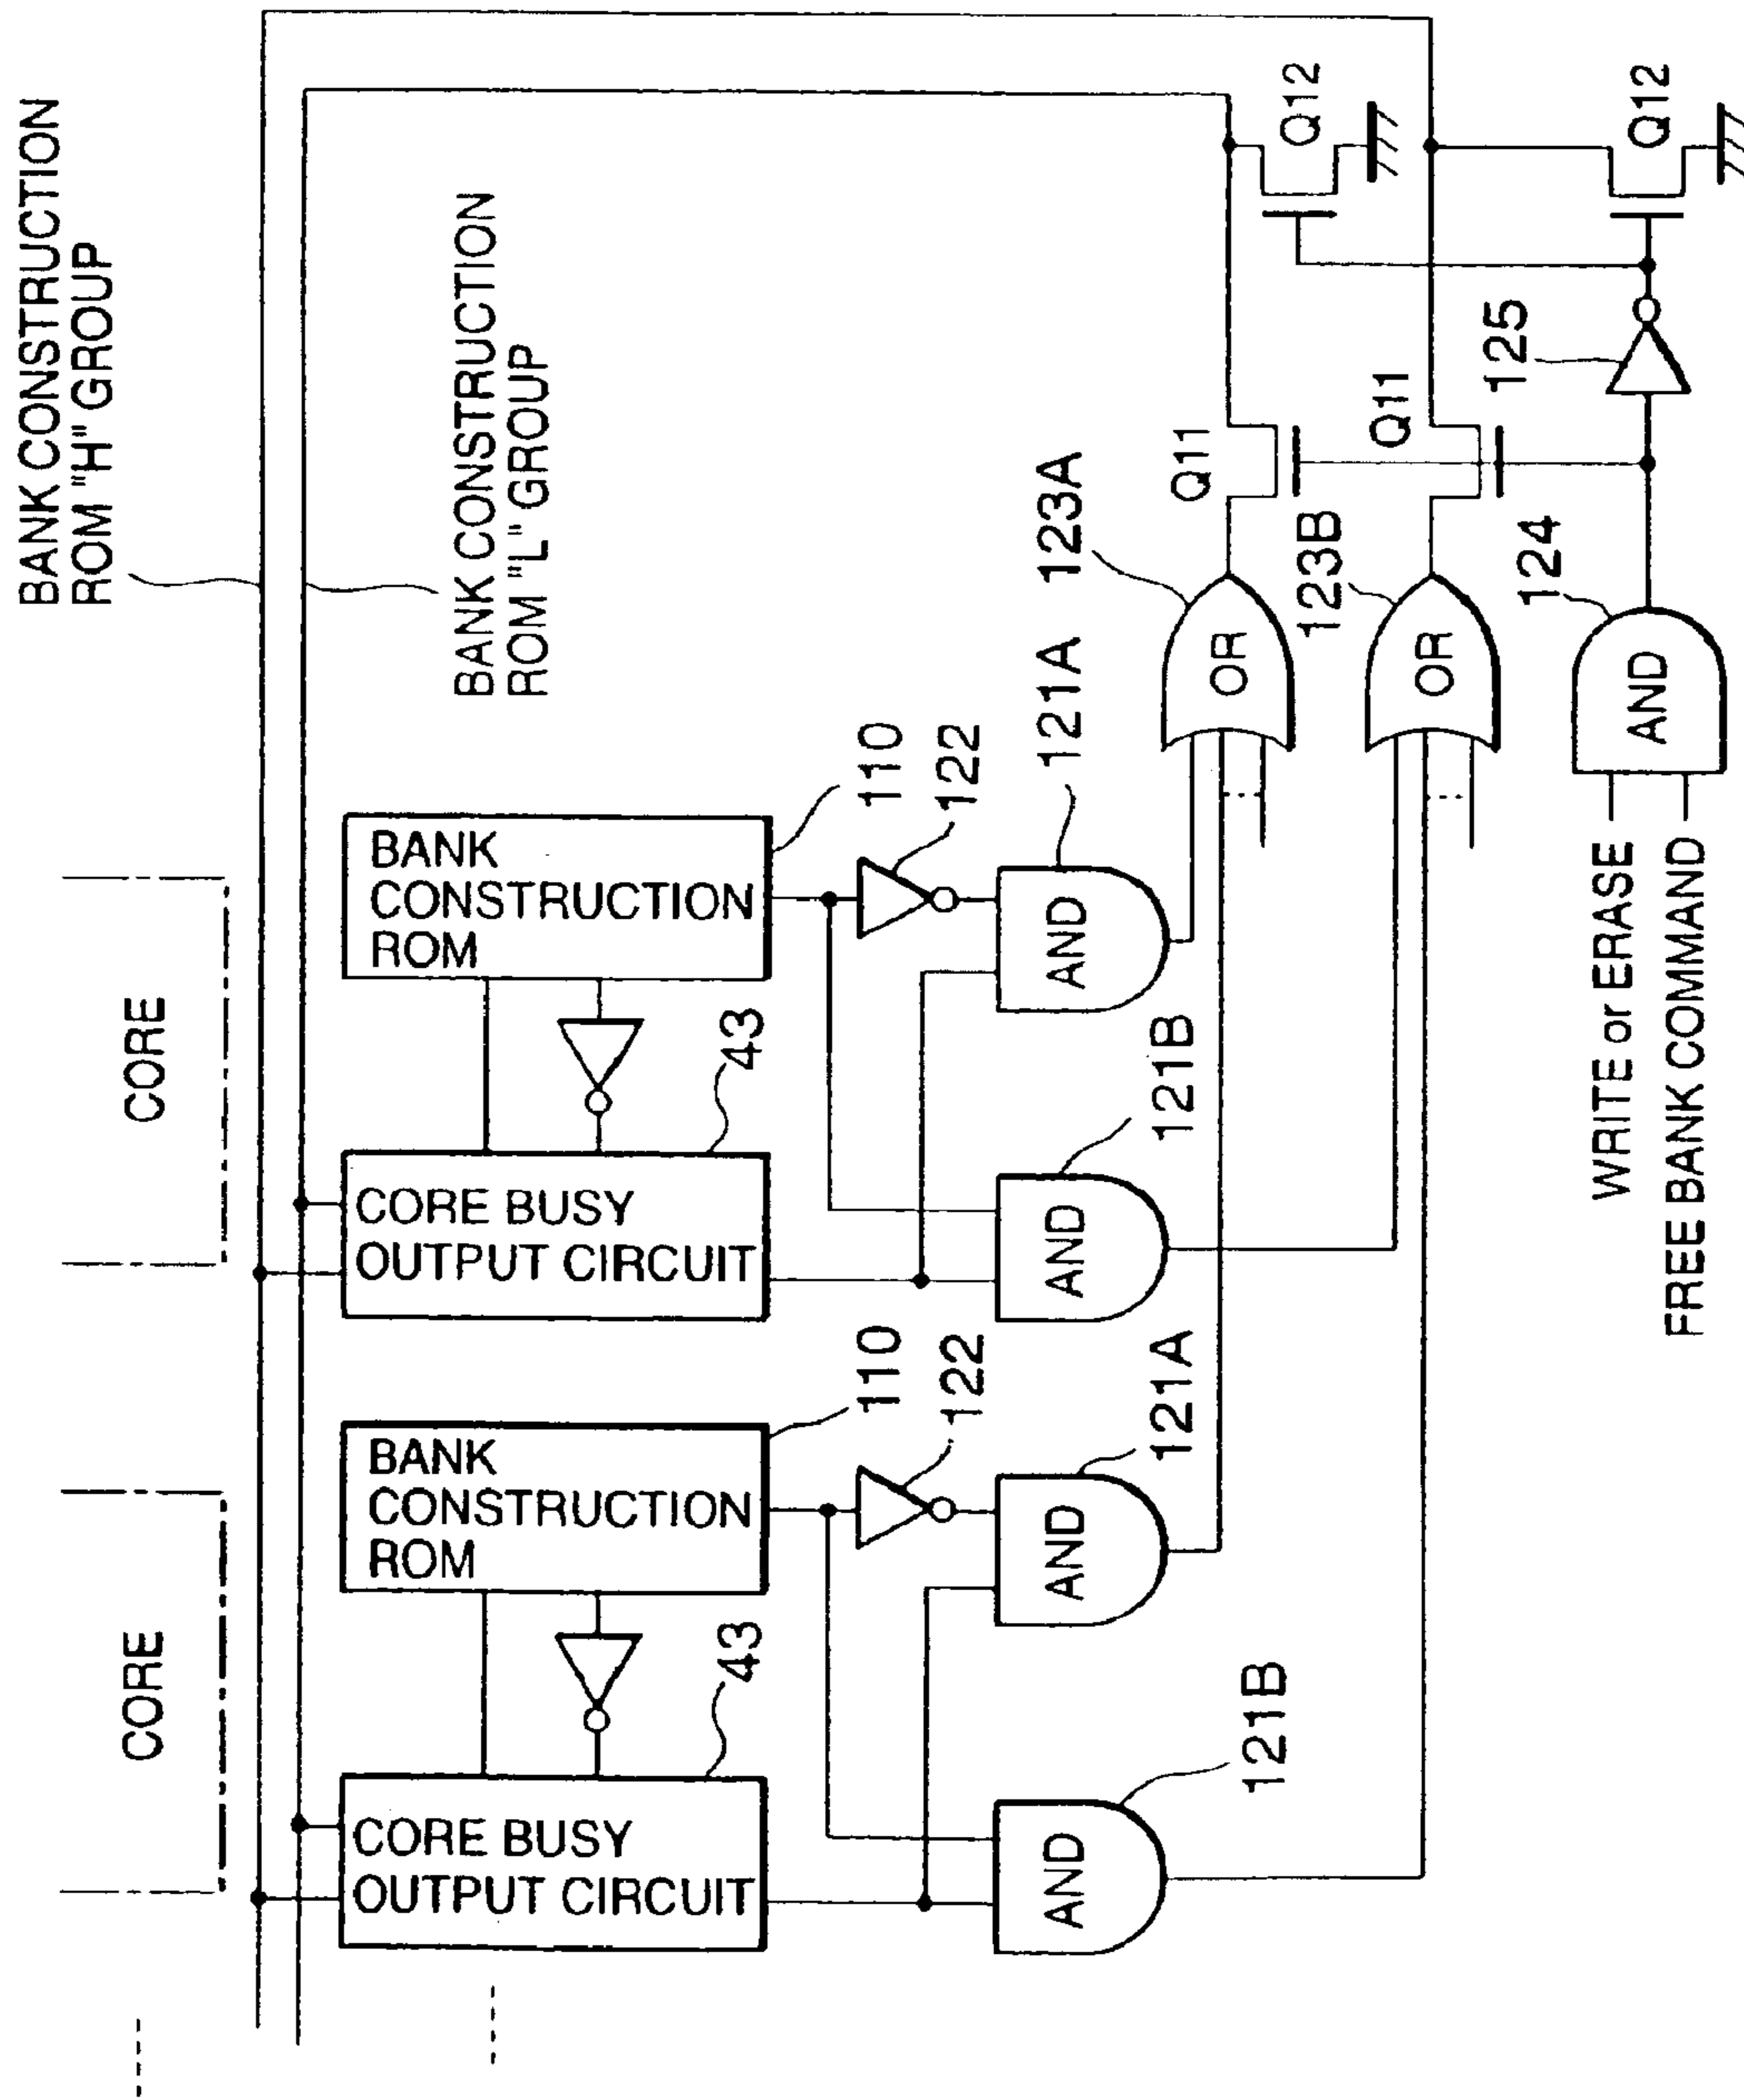 BANK CONSTRUCTION
ROM "H" GROUP
BANK CONSTRUCTION
ROM "L" GROUP
CORE
CORE
BANK
CONSTRUCTION
ROM
110
122
43
CORE BUSY
OUTPUT CIRCUIT
AND
121A
AND
121B
BANK
CONSTRUCTION
ROM
110
122
43
CORE BUSY
OUTPUT CIRCUIT
AND
121A
AND
121B
OR
123A
OR
123B
Q11
Q11
Q12
Q12
AND
124
125
WRITE or ERASE
FREE BANK COMMAND